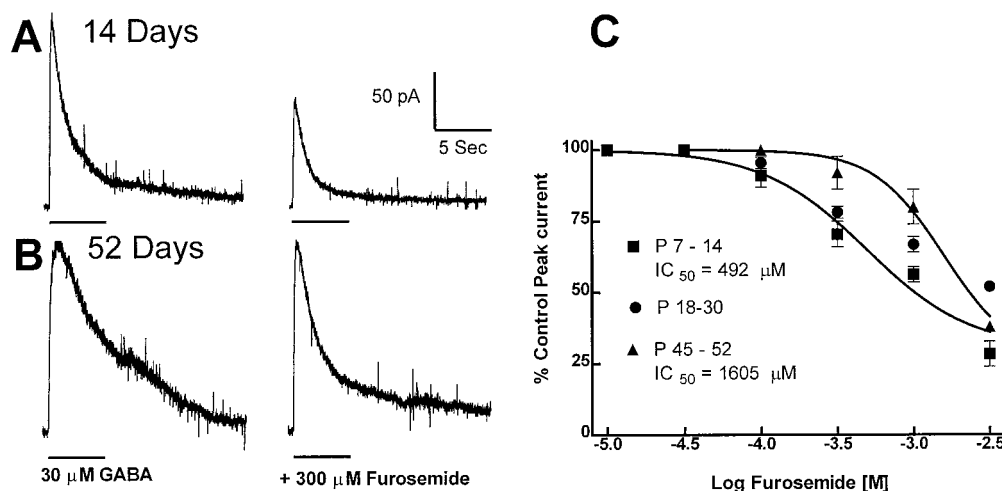 A 14 Days
50 pA
5 Sec
B 52 Days
30 μM GABA
+ 300 μM Furosemide
C
% Control Peak current
100
75
50
25
0
P 7 - 14
IC 50 = 492 μM
P 18-30
P 45 - 52
IC 50 = 1605 μM
-5.0 -4.5 -4.0 -3.5 -3.0 -2.5
Log Furosemide [M]